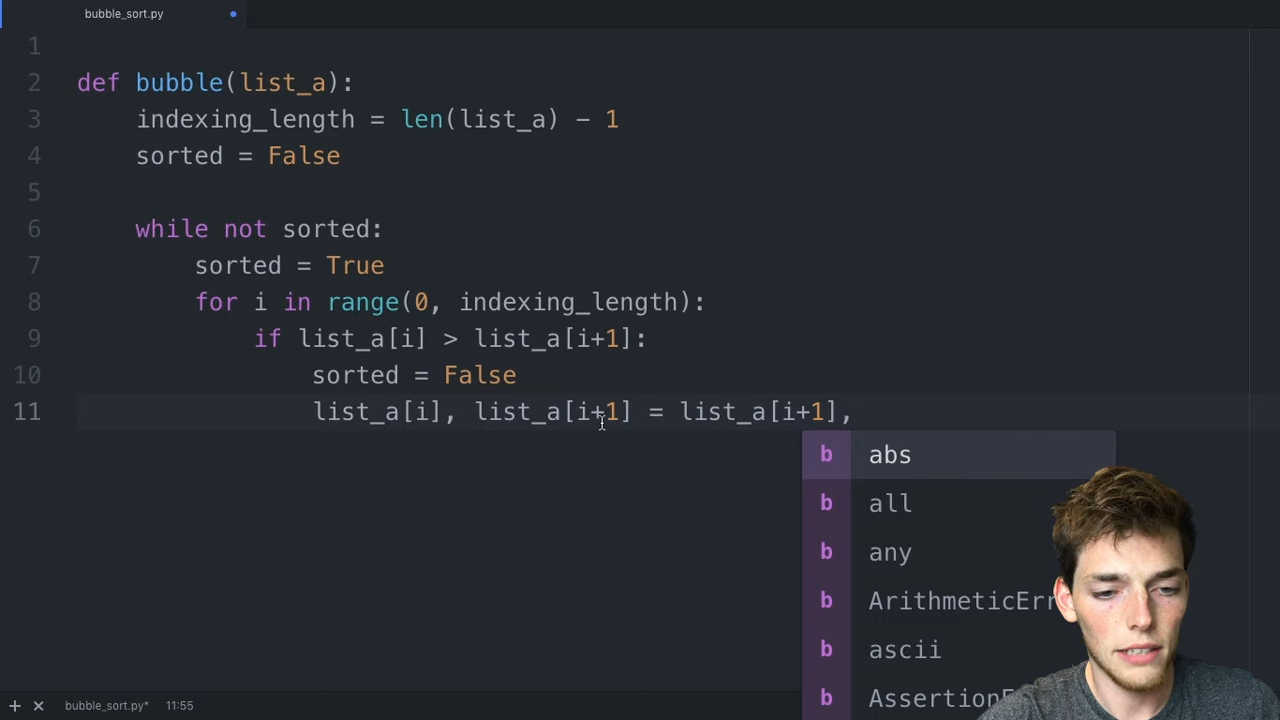 bubble_sort.py
1
2 def bubble(list_a):
3 indexing_length = len(list_a) - 1
4 sorted = False
5
6 while not sorted:
7 sorted = True
8 for i in range(0, indexing_length):
9 if list_a[i] > list_a[i+1]:
10 sorted = False
11 list_a[i], list_a[i+1] = list_a[i+1],
b abs
b all
b any
b ArithmeticErr
b ascii
b AssertionE
bubble_sort.py* 11:55